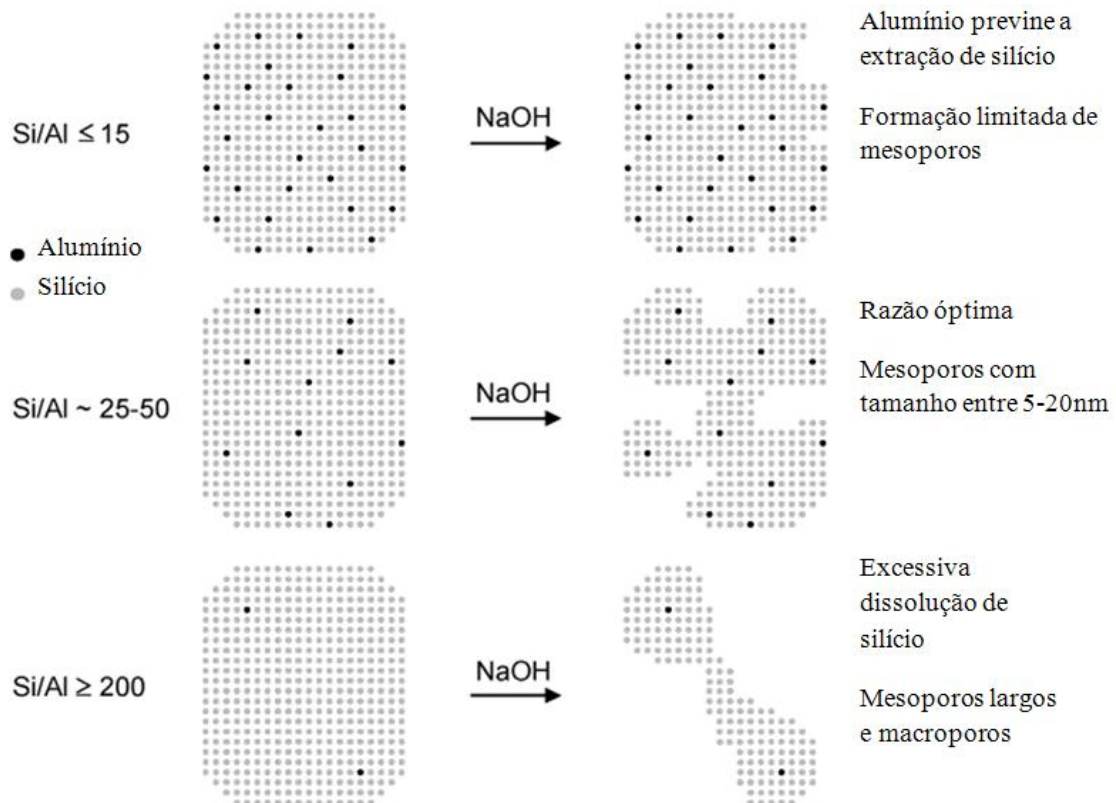 Si/Al ≤ 15
NaOH
Alumínio previne a
extração de silício
Formação limitada de
mesoporos
Alumínio
Silício
Si/Al ~ 25-50
NaOH
Razão óptima
Mesoporos com
tamanho entre 5-20nm
Si/Al ≥ 200
NaOH
Excessiva
dissolução de
silício
Mesoporos largos
e macroporos